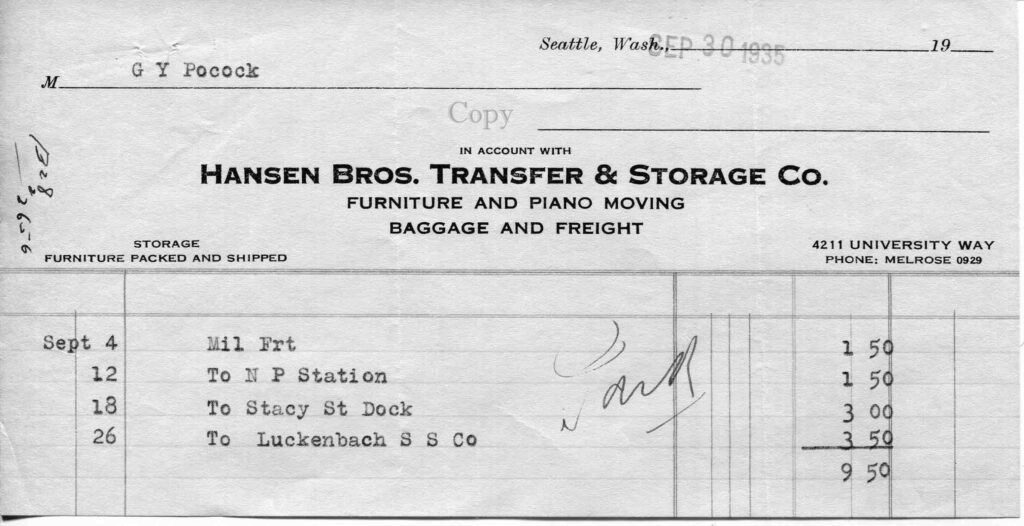 Seattle, Wash., SEP 30 1935 19
M G Y Pocock
Copy
IN ACCOUNT WITH
HANSEN BROS. TRANSFER & STORAGE CO.
FURNITURE AND PIANO MOVING
BAGGAGE AND FREIGHT
STORAGE
FURNITURE PACKED AND SHIPPED
4211 UNIVERSITY WAY
PHONE: MELROSE 0929
Sept 4 Mil Frt 1 50
12 To N P Station 1 50
18 To Stacy St Dock 3 00
26 To Luckenbach S S Co 3 50
9 50